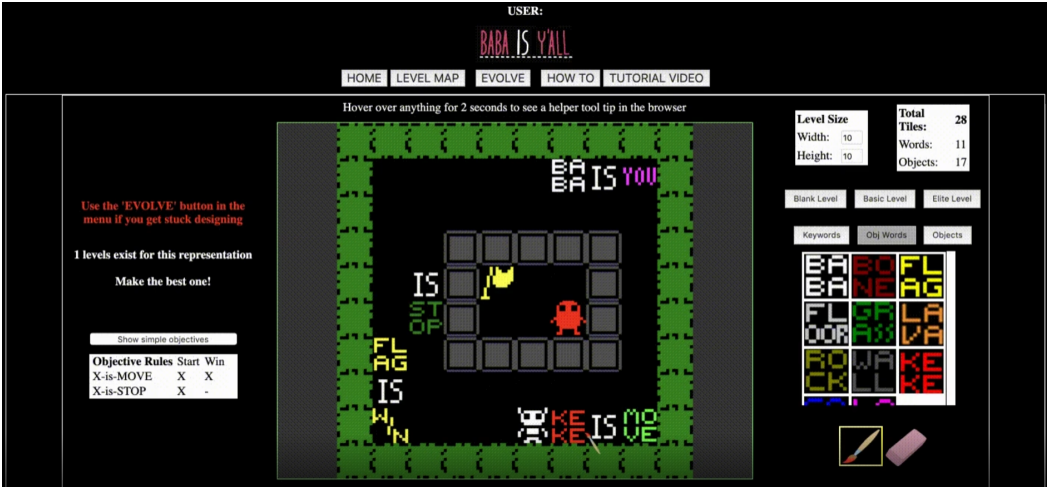 USER:
BABA IS Y'ALL
HOME LEVEL MAP EVOLVE HOW TO TUTORIAL VIDEO
Hover over anything for 2 seconds to see a helper tool tip in the browser
Use the 'EVOLVE' button in the
menu if you get stuck designing
1 levels exist for this representation
Make the best one!
Show simple objectives
Objective Rules Start Win
X-is-MOVE X X
X-is-STOP X -
BABA IS YOU
IS
STOP
FLAG
IS
WIN
KEKE IS MOVE
Level Size
Width: 10
Height: 10
Total
Tiles: 28
Words: 11
Objects: 17
Blank Level Basic Level Elite Level
Keywords Obj Words Objects
BABA BONE FLAG
FLOOR GRASS LAVA
ROCK WALL KEKE